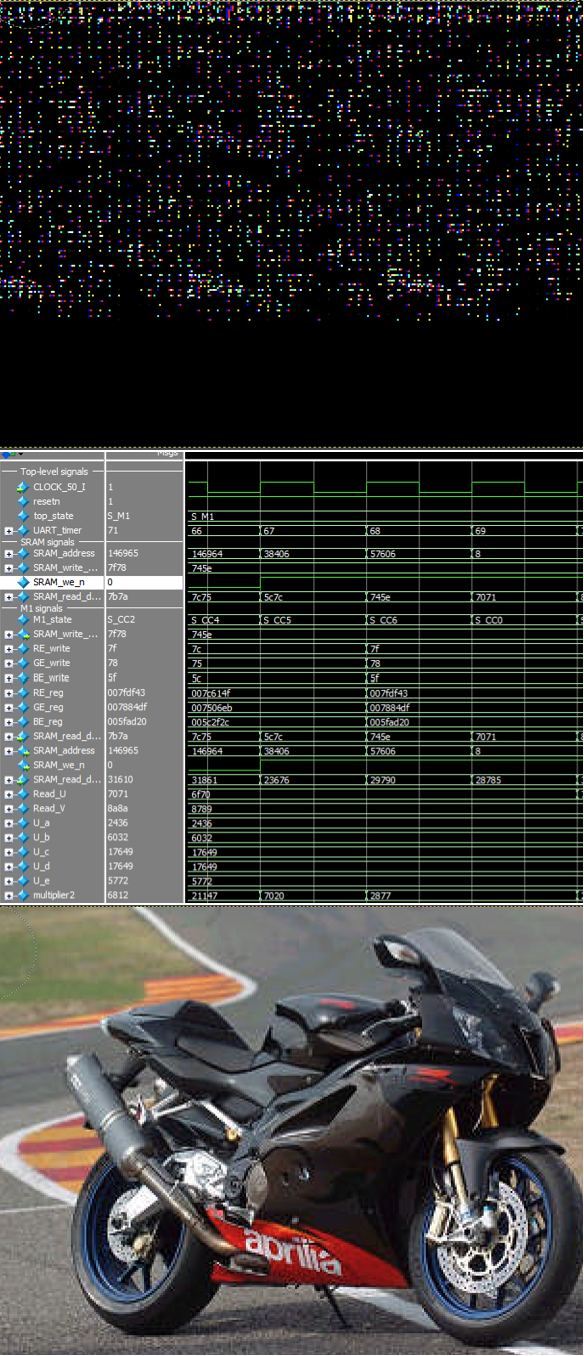 Msgs
Top-level signals
CLOCK_50_I 1
resetn 1
top_state S_M1 S_M1
UART_timer 71 66 67 68 69
SRAM signals
SRAM_address 146965 146964 38406 57606 8
SRAM_write_... 7f78 745e
SRAM_we_n 0
SRAM_read_d... 7b7a 7c75 5c7c 745e 7071
M1 signals
M1_state S_CC2 S_CC4 S_CC5 S_CC6 S_CC0
SRAM_write_... 7f78 745e
RE_write 7f 7c 7f
GE_write 78 75 78
BE_write 5f 5c 5f
RE_reg 007fdf43 007c614f 007fdf43
GE_reg 007884df 007506eb 007884df
BE_reg 005fad20 005c2f2c 005fad20
SRAM_read_d... 7b7a 7c75 5c7c 745e 7071
SRAM_address 146965 146964 38406 57606 8
SRAM_we_n 0
SRAM_read_d... 31610 31861 23676 29790 28785
Read_U 7071 6f70
Read_V 8a8a 8789
U_a 2436 2436
U_b 6032 6032
U_c 17649 17649
U_d 17649 17649
U_e 5772 5772
multiplier2 6812 21147 7020 2877
aprilia